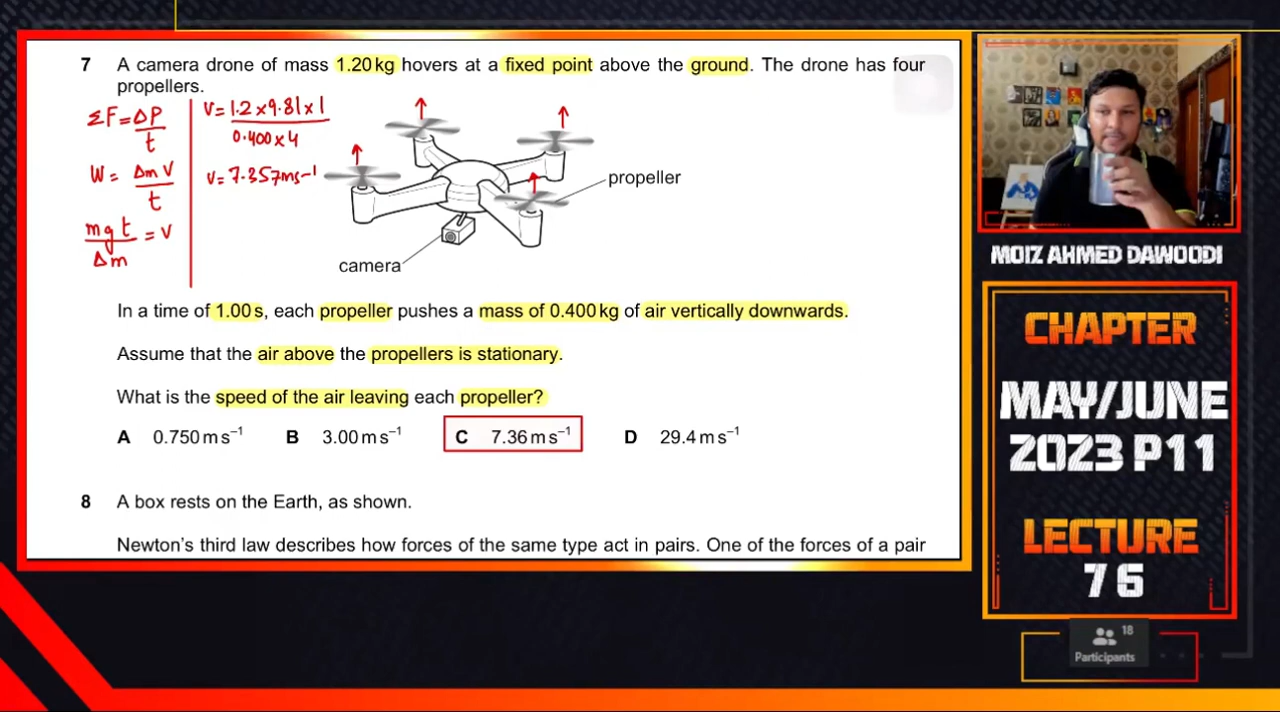 7 A camera drone of mass 1.20 kg hovers at a fixed point above the ground. The drone has four
propellers.
ΣF = ΔP/t
W = Δm V/t
m g t/Δm = V
V = 1.2 × 9.81 × 1/0.400 × 4
V = 7.357 ms⁻¹
propeller
camera
In a time of 1.00 s, each propeller pushes a mass of 0.400 kg of air vertically downwards.
Assume that the air above the propellers is stationary.
What is the speed of the air leaving each propeller?
A 0.750 m s⁻¹ B 3.00 m s⁻¹ C 7.36 m s⁻¹ D 29.4 m s⁻¹
8 A box rests on the Earth, as shown.
Newton's third law describes how forces of the same type act in pairs. One of the forces of a pair
MOIZ AHMED DAWOODI
CHAPTER
MAY/JUNE
2023 P11
LECTURE
76
18
Participants